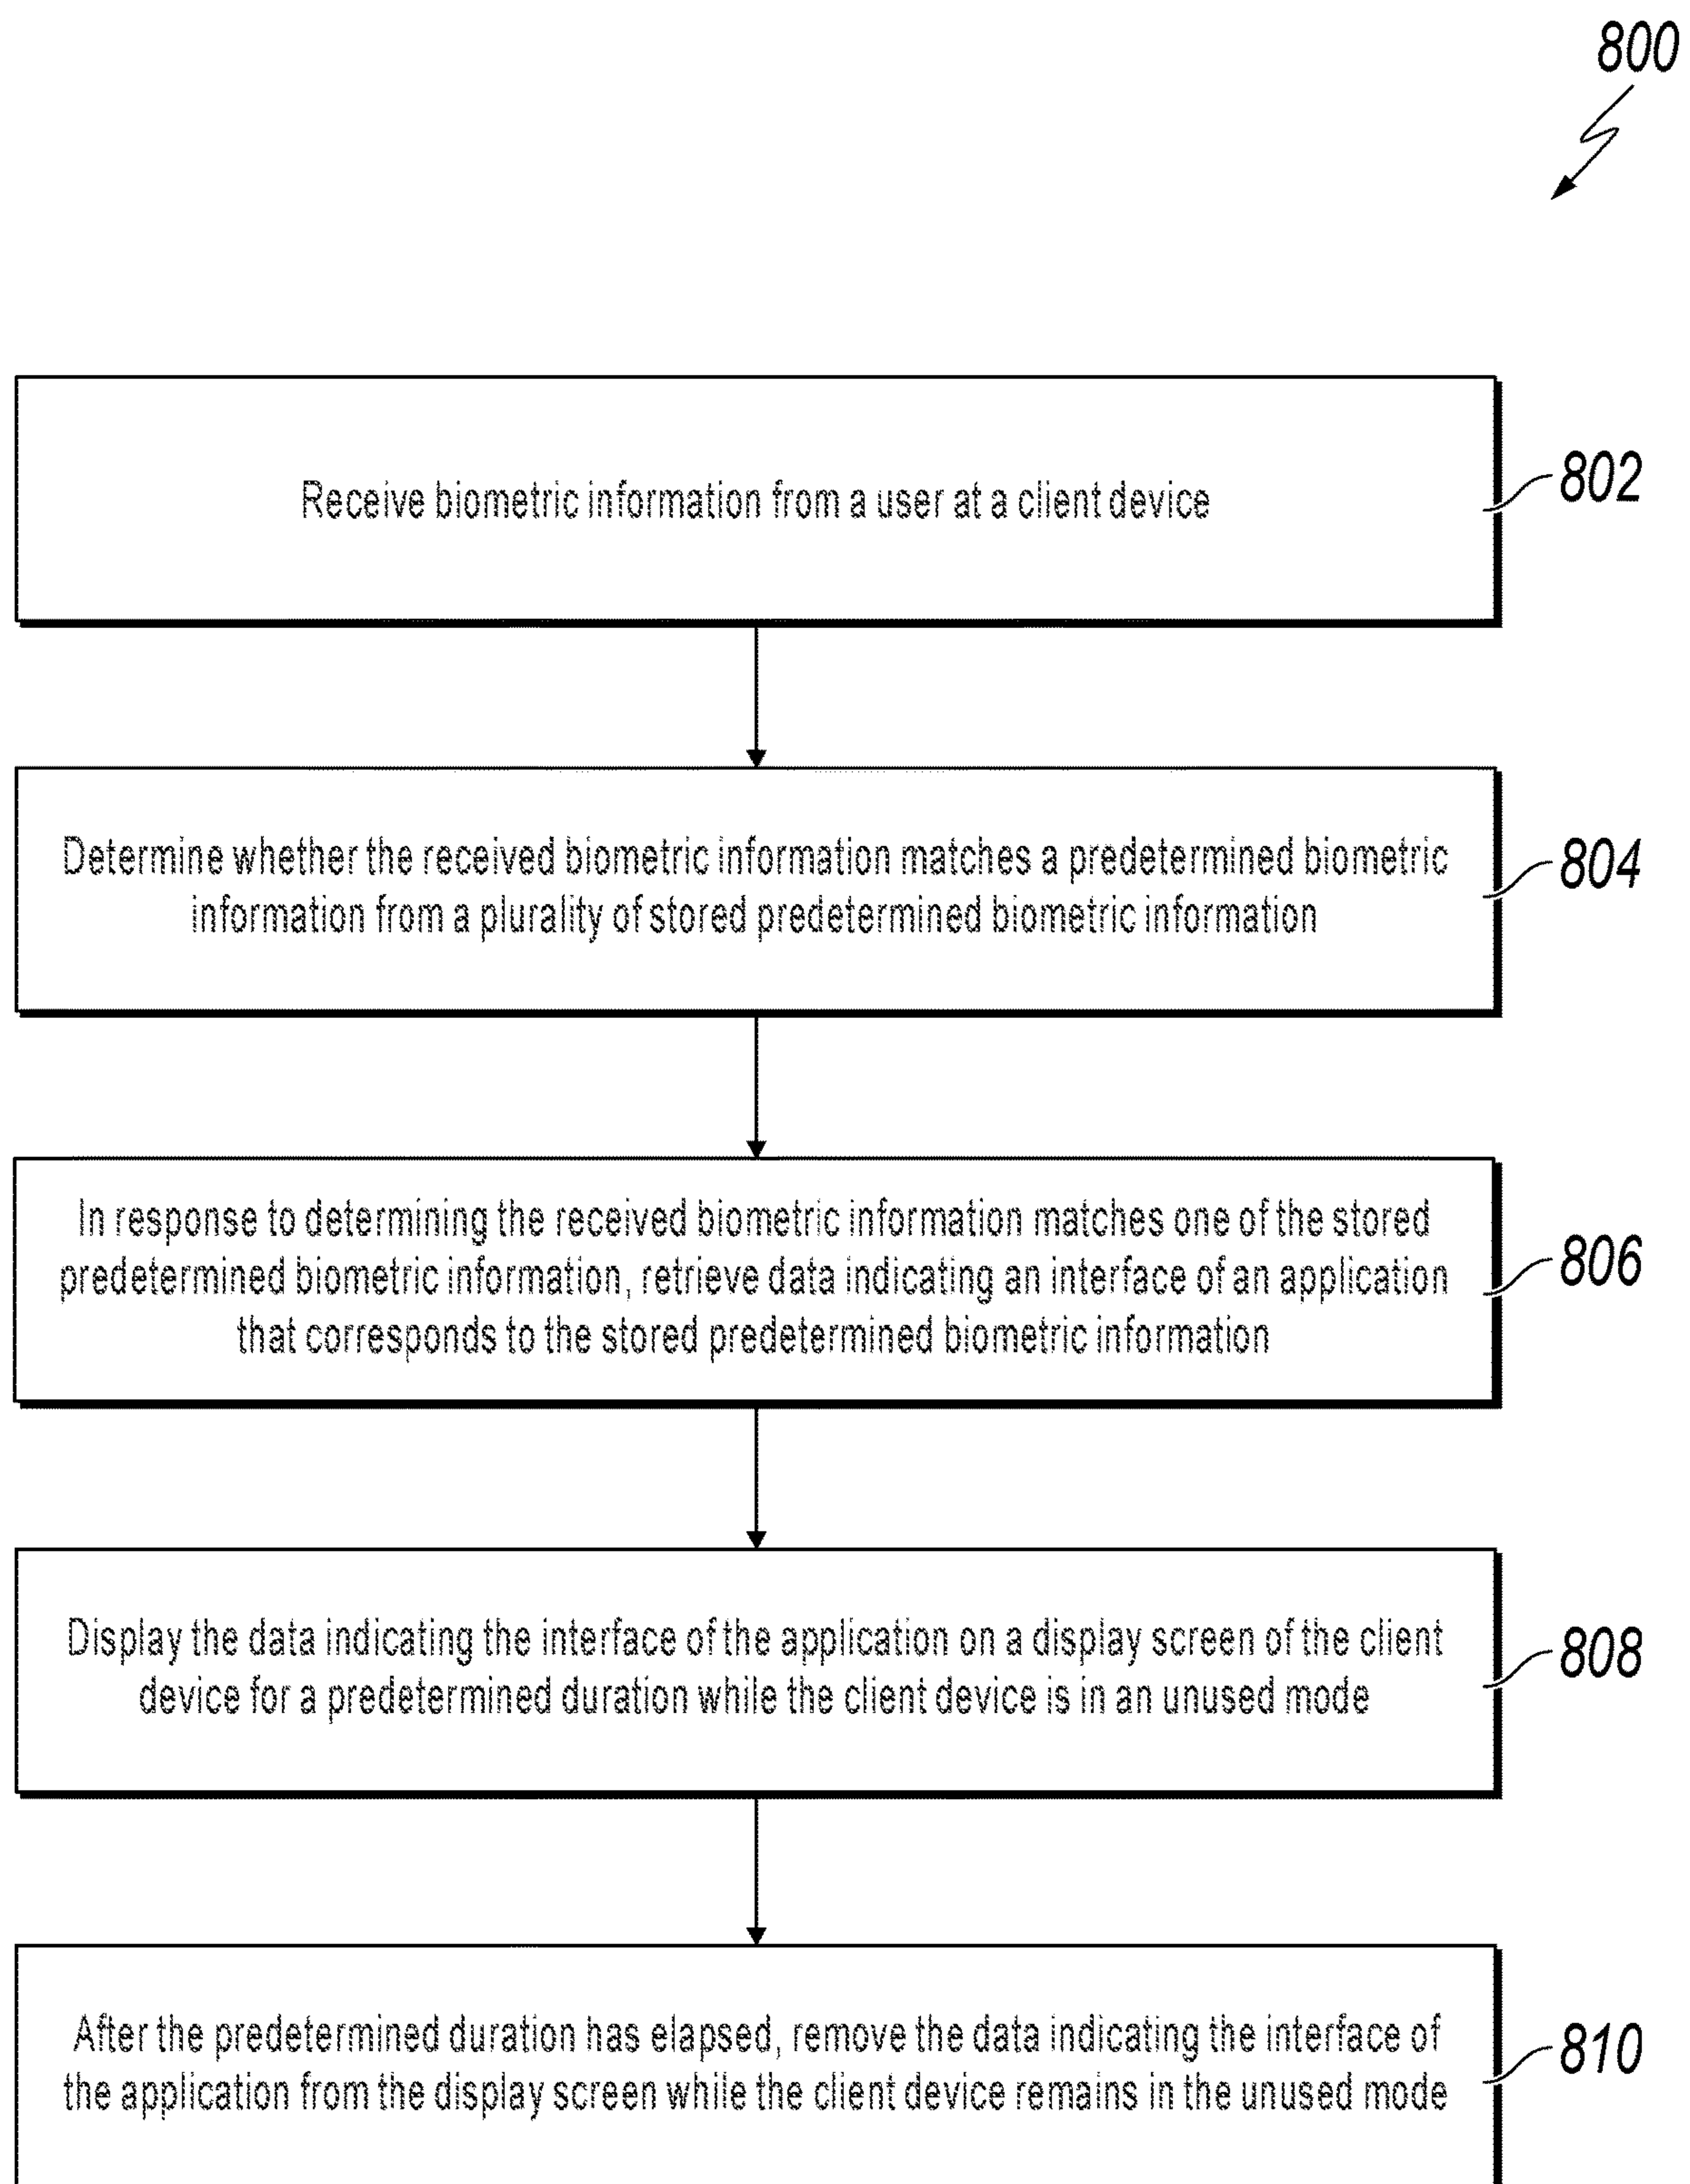 800
Receive biometric information from a user at a client device
802
Determine whether the received biometric information matches a predetermined biometric
information from a plurality of stored predetermined biometric information
804
In response to determining the received biometric information matches one of the stored
predetermined biometric information, retrieve data indicating an interface of an application
that corresponds to the stored predetermined biometric information
806
Display the data indicating the interface of the application on a display screen of the client
device for a predetermined duration while the client device is in an unused mode
808
After the predetermined duration has elapsed, remove the data indicating the interface of
the application from the display screen while the client device remains in the unused mode
810